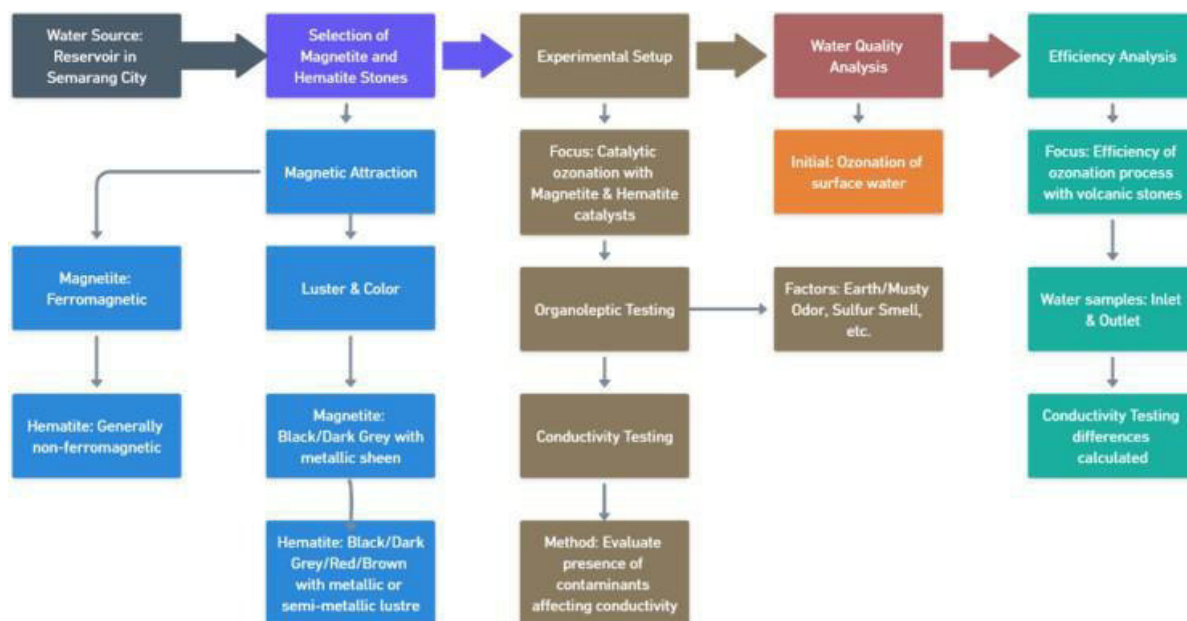 Water Source:
Reservoir in
Semarang City
Selection of
Magnetite and
Hematite Stones
Experimental Setup
Water Quality
Analysis
Efficiency Analysis
Magnetic Attraction
Focus: Catalytic
ozonation with
Magnetite & Hematite
catalysts
Initial: Ozonation of
surface water
Focus: Efficiency of
ozonation process
with volcanic stones
Magnetite:
Ferromagnetic
Luster & Color
Organoleptic Testing
Factors: Earth/Musty
Odor, Sulfur Smell,
etc.
Water samples: Inlet
& Outlet
Hematite: Generally
non-ferromagnetic
Magnetite:
Black/Dark Grey with
metallic sheen
Conductivity Testing
Conductivity Testing
differences
calculated
Hematite: Black/Dark
Grey/Red/Brown
with metallic or
semi-metallic lustre
Method: Evaluate
presence of
contaminants
affecting conductivity